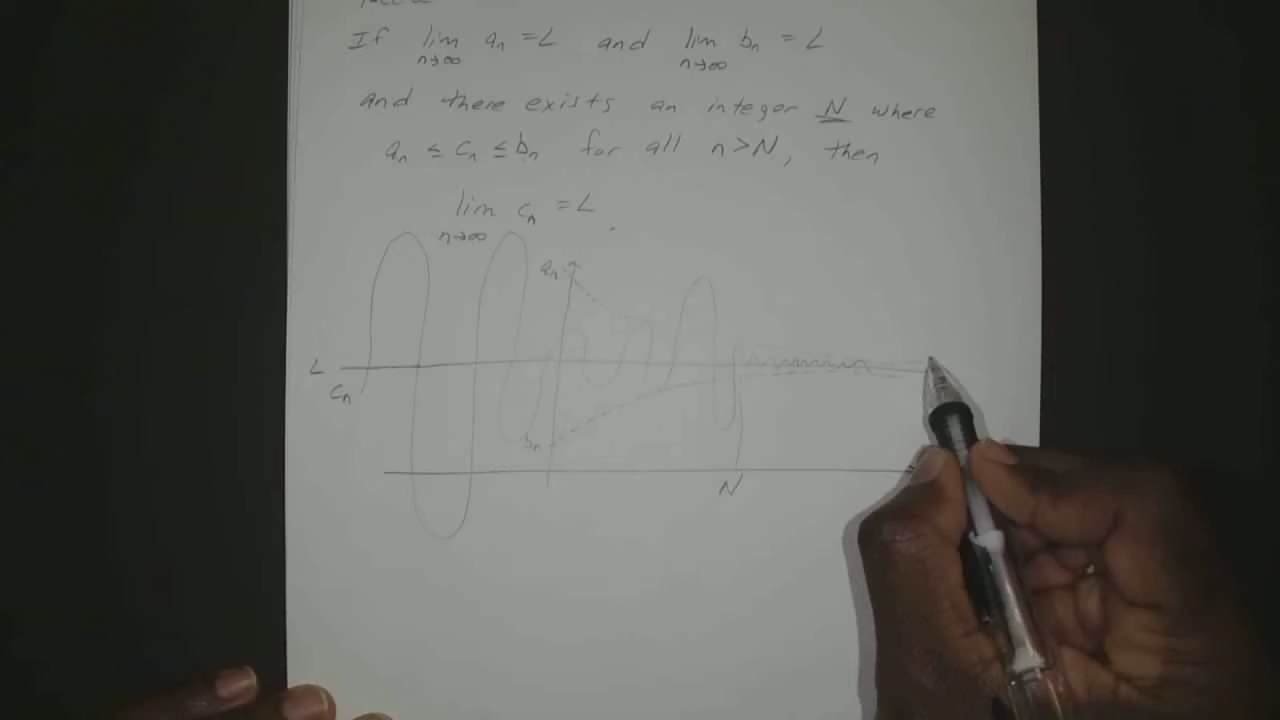 If lim n→∞ aₙ = L and lim n→∞ bₙ = L
and there exists an integer N where
aₙ ≤ cₙ ≤ bₙ for all n > N, then
lim n→∞ cₙ = L
aₙ
L
cₙ
bₙ
N